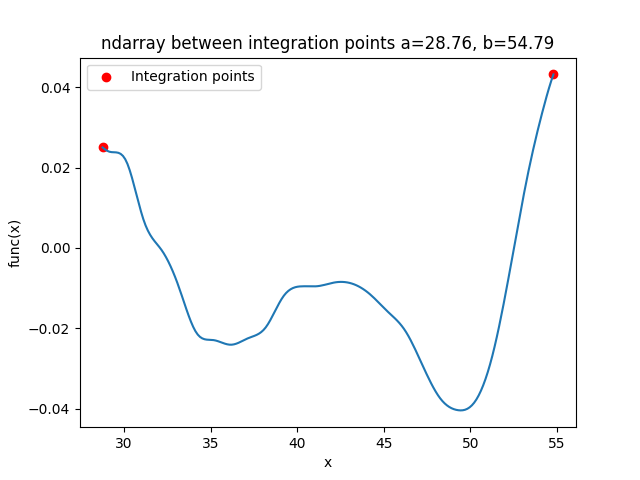 ndarray between integration points a=28.76, b=54.79
Integration points
func(x)
0.04
0.02
0.00
−0.02
−0.04
30 35 40 45 50 55
x